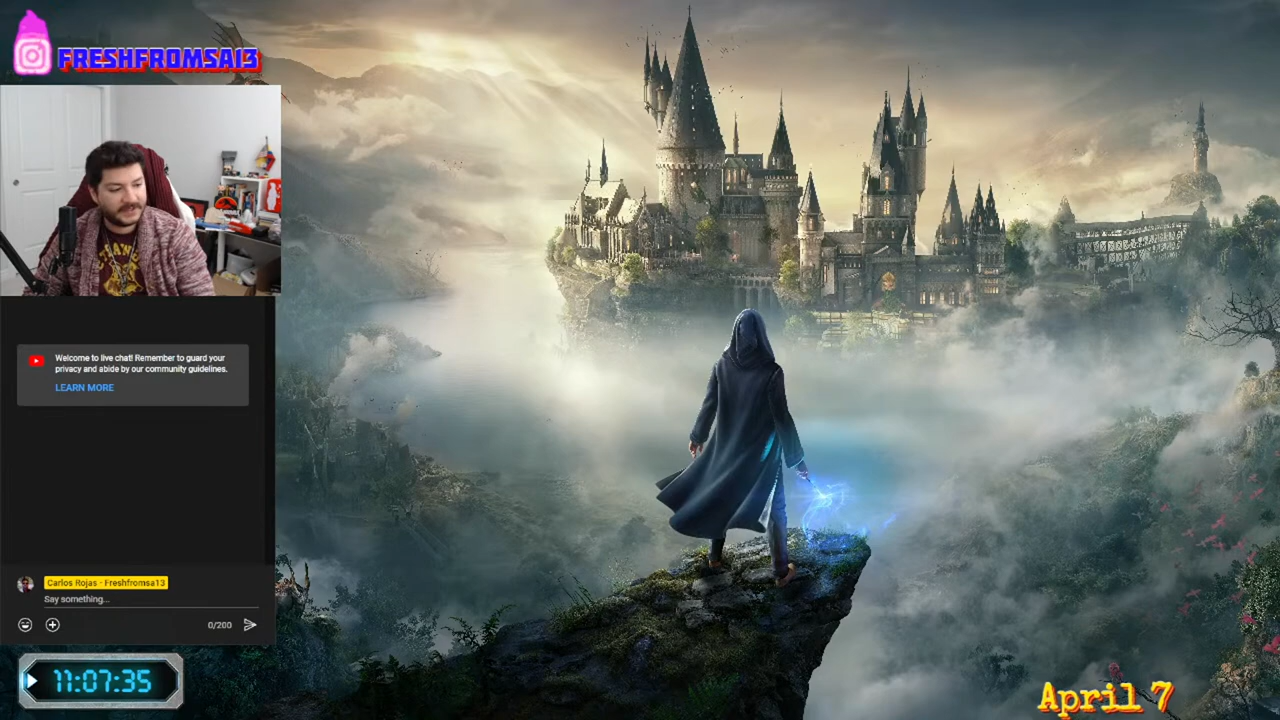 FRESHFROMSA13
Welcome to live chat! Remember to guard your
privacy and abide by our community guidelines.
LEARN MORE
Carlos Rojas - Freshfromsa13
Say something...
0/200
11:07:35
April 7